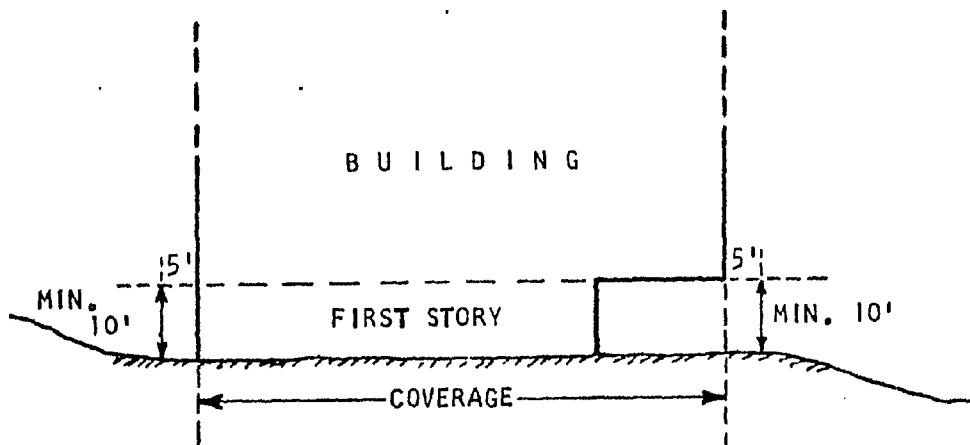 BUILDING
5' 5'
MIN. 10' FIRST STORY MIN. 10'
COVERAGE